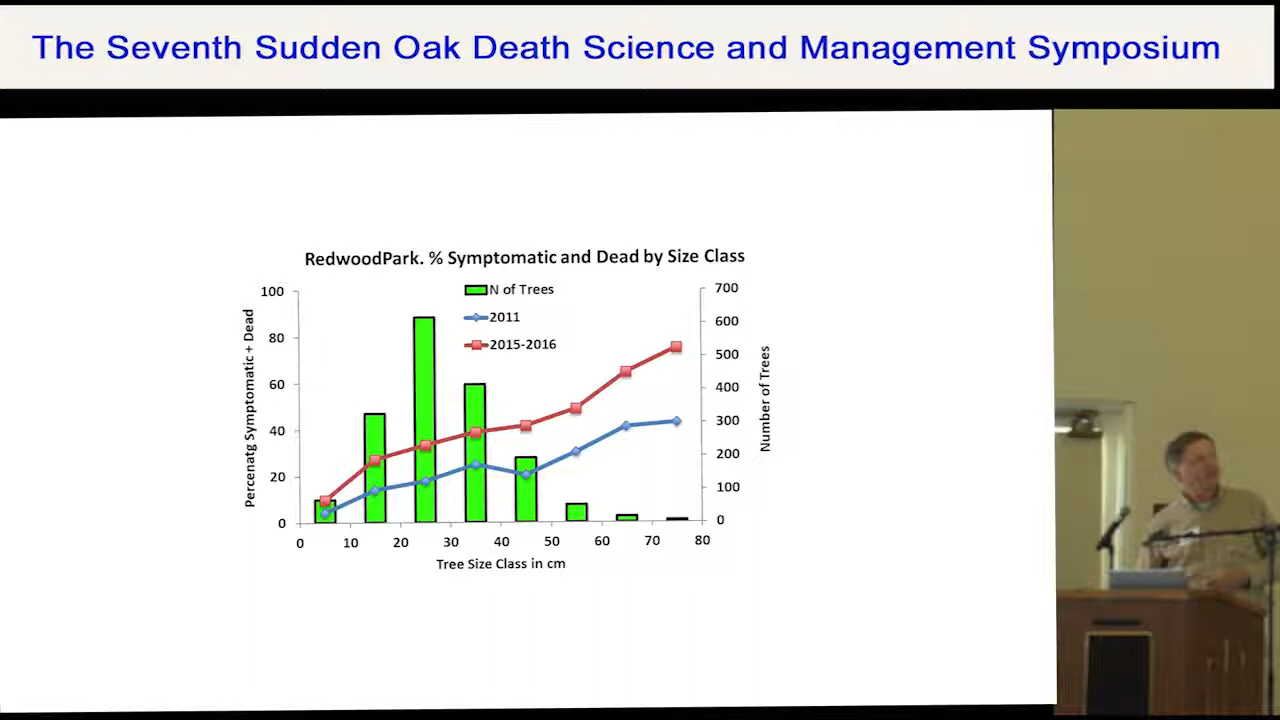 The Seventh Sudden Oak Death Science and Management Symposium
RedwoodPark. % Symptomatic and Dead by Size Class
N of Trees
2011
2015-2016
Percenatg Symptomatic + Dead
100
80
60
40
20
0
700
600
500
400
300
200
100
0
Number of Trees
0 10 20 30 40 50 60 70 80
Tree Size Class in cm